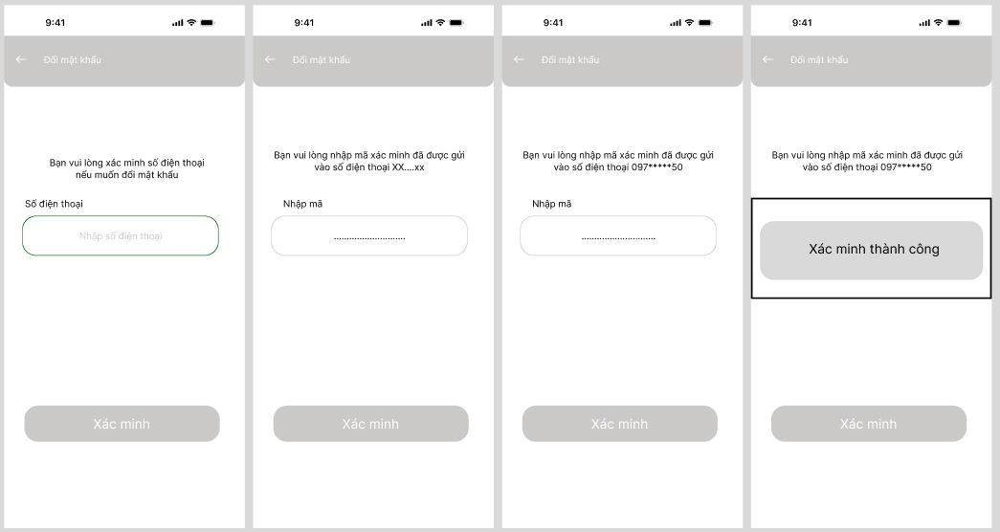 9:41
Đổi mật khẩu
Bạn vui lòng xác minh số điện thoại
nếu muốn đổi mật khẩu
Số điện thoại
Nhập số điện thoại
Xác minh
9:41
Đổi mật khẩu
Bạn vui lòng nhập mã xác minh đã được gửi
vào số điện thoại XX....xx
Nhập mã
...........................
Xác minh
9:41
Đổi mật khẩu
Bạn vui lòng nhập mã xác minh đã được gửi
vào số điện thoại 097*****50
Nhập mã
............................
Xác minh
9:41
Đổi mật khẩu
Bạn vui lòng nhập mã xác minh đã được gửi
vào số điện thoại 097*****50
Xác minh thành công
Xác minh